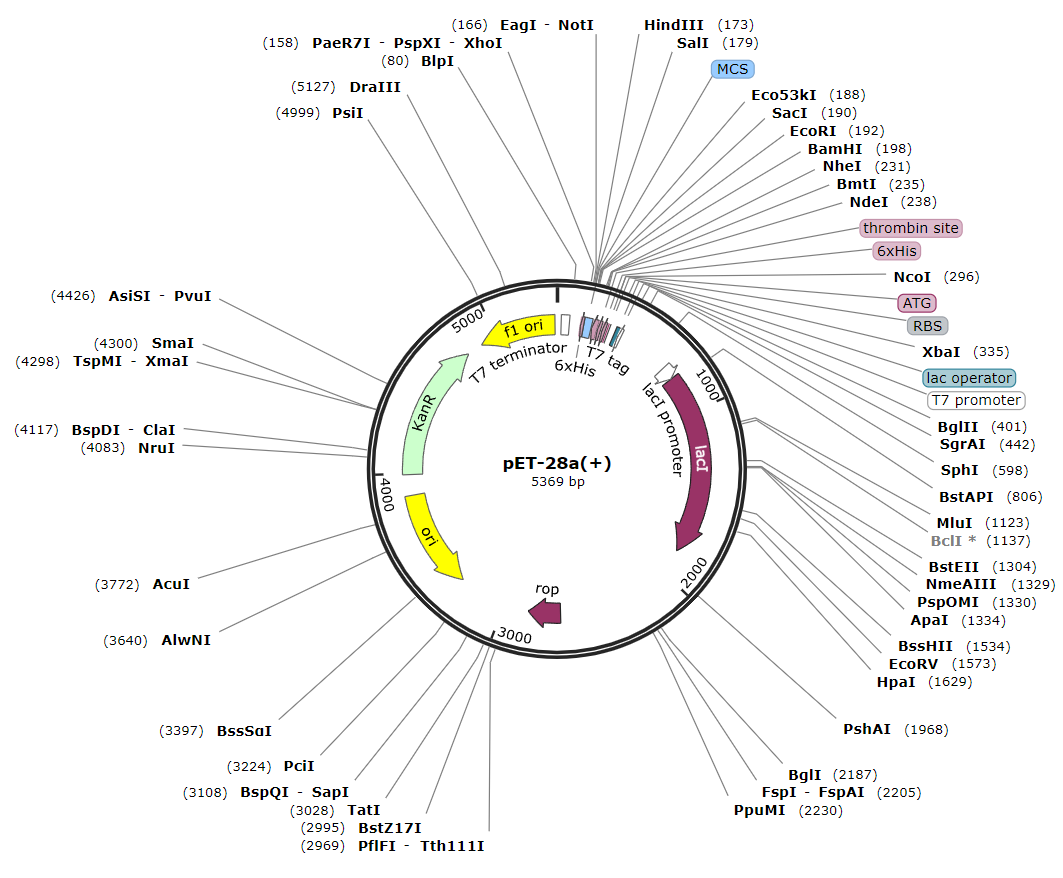 (166) EagI - NotI
(158) PaeR7I - PspXI - XhoI
(80) BlpI
(5127) DraIII
(4999) PsiI
HindIII (173)
SalI (179)
MCS
Eco53kI (188)
SacI (190)
EcoRI (192)
BamHI (198)
NheI (231)
BmtI (235)
NdeI (238)
thrombin site
6xHis
NcoI (296)
ATG
RBS
XbaI (335)
lac operator
T7 promoter
BglII (401)
SgrAI (442)
SphI (598)
BstAPI (806)
MluI (1123)
BclI * (1137)
BstEII (1304)
NmeAIII (1329)
PspOMI (1330)
ApaI (1334)
BssHII (1534)
EcoRV (1573)
HpaI (1629)
PshAI (1968)
BglI (2187)
FspI - FspAI (2205)
PpuMI (2230)
(4426) AsiSI - PvuI
(4300) SmaI
(4298) TspMI - XmaI
(4117) BspDI - ClaI
(4083) NruI
(3772) AcuI
(3640) AlwNI
(3397) BssSαI
(3224) PciI
(3108) BspQI - SapI
(3028) TatI
(2995) BstZ17I
(2969) PflFI - Tth111I
5000
f1 ori
T7 terminator
6xHis
T7 tag
1000
lacI promoter
lacI
KanR
pET-28a(+)
5369 bp
4000
ori
2000
rop
3000